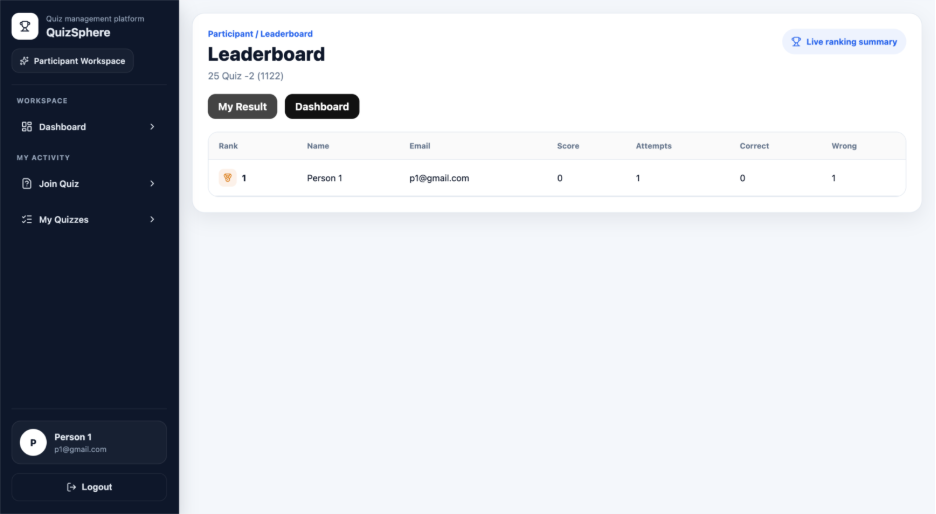 Quiz management platform
QuizSphere
Participant Workspace
WORKSPACE
Dashboard
MY ACTIVITY
Join Quiz
My Quizzes
P
Person 1
p1@gmail.com
Logout
Participant / Leaderboard
Leaderboard
25 Quiz -2 (1122)
Live ranking summary
My Result Dashboard
Rank Name Email Score Attempts Correct Wrong
1 Person 1 p1@gmail.com 0 1 0 1